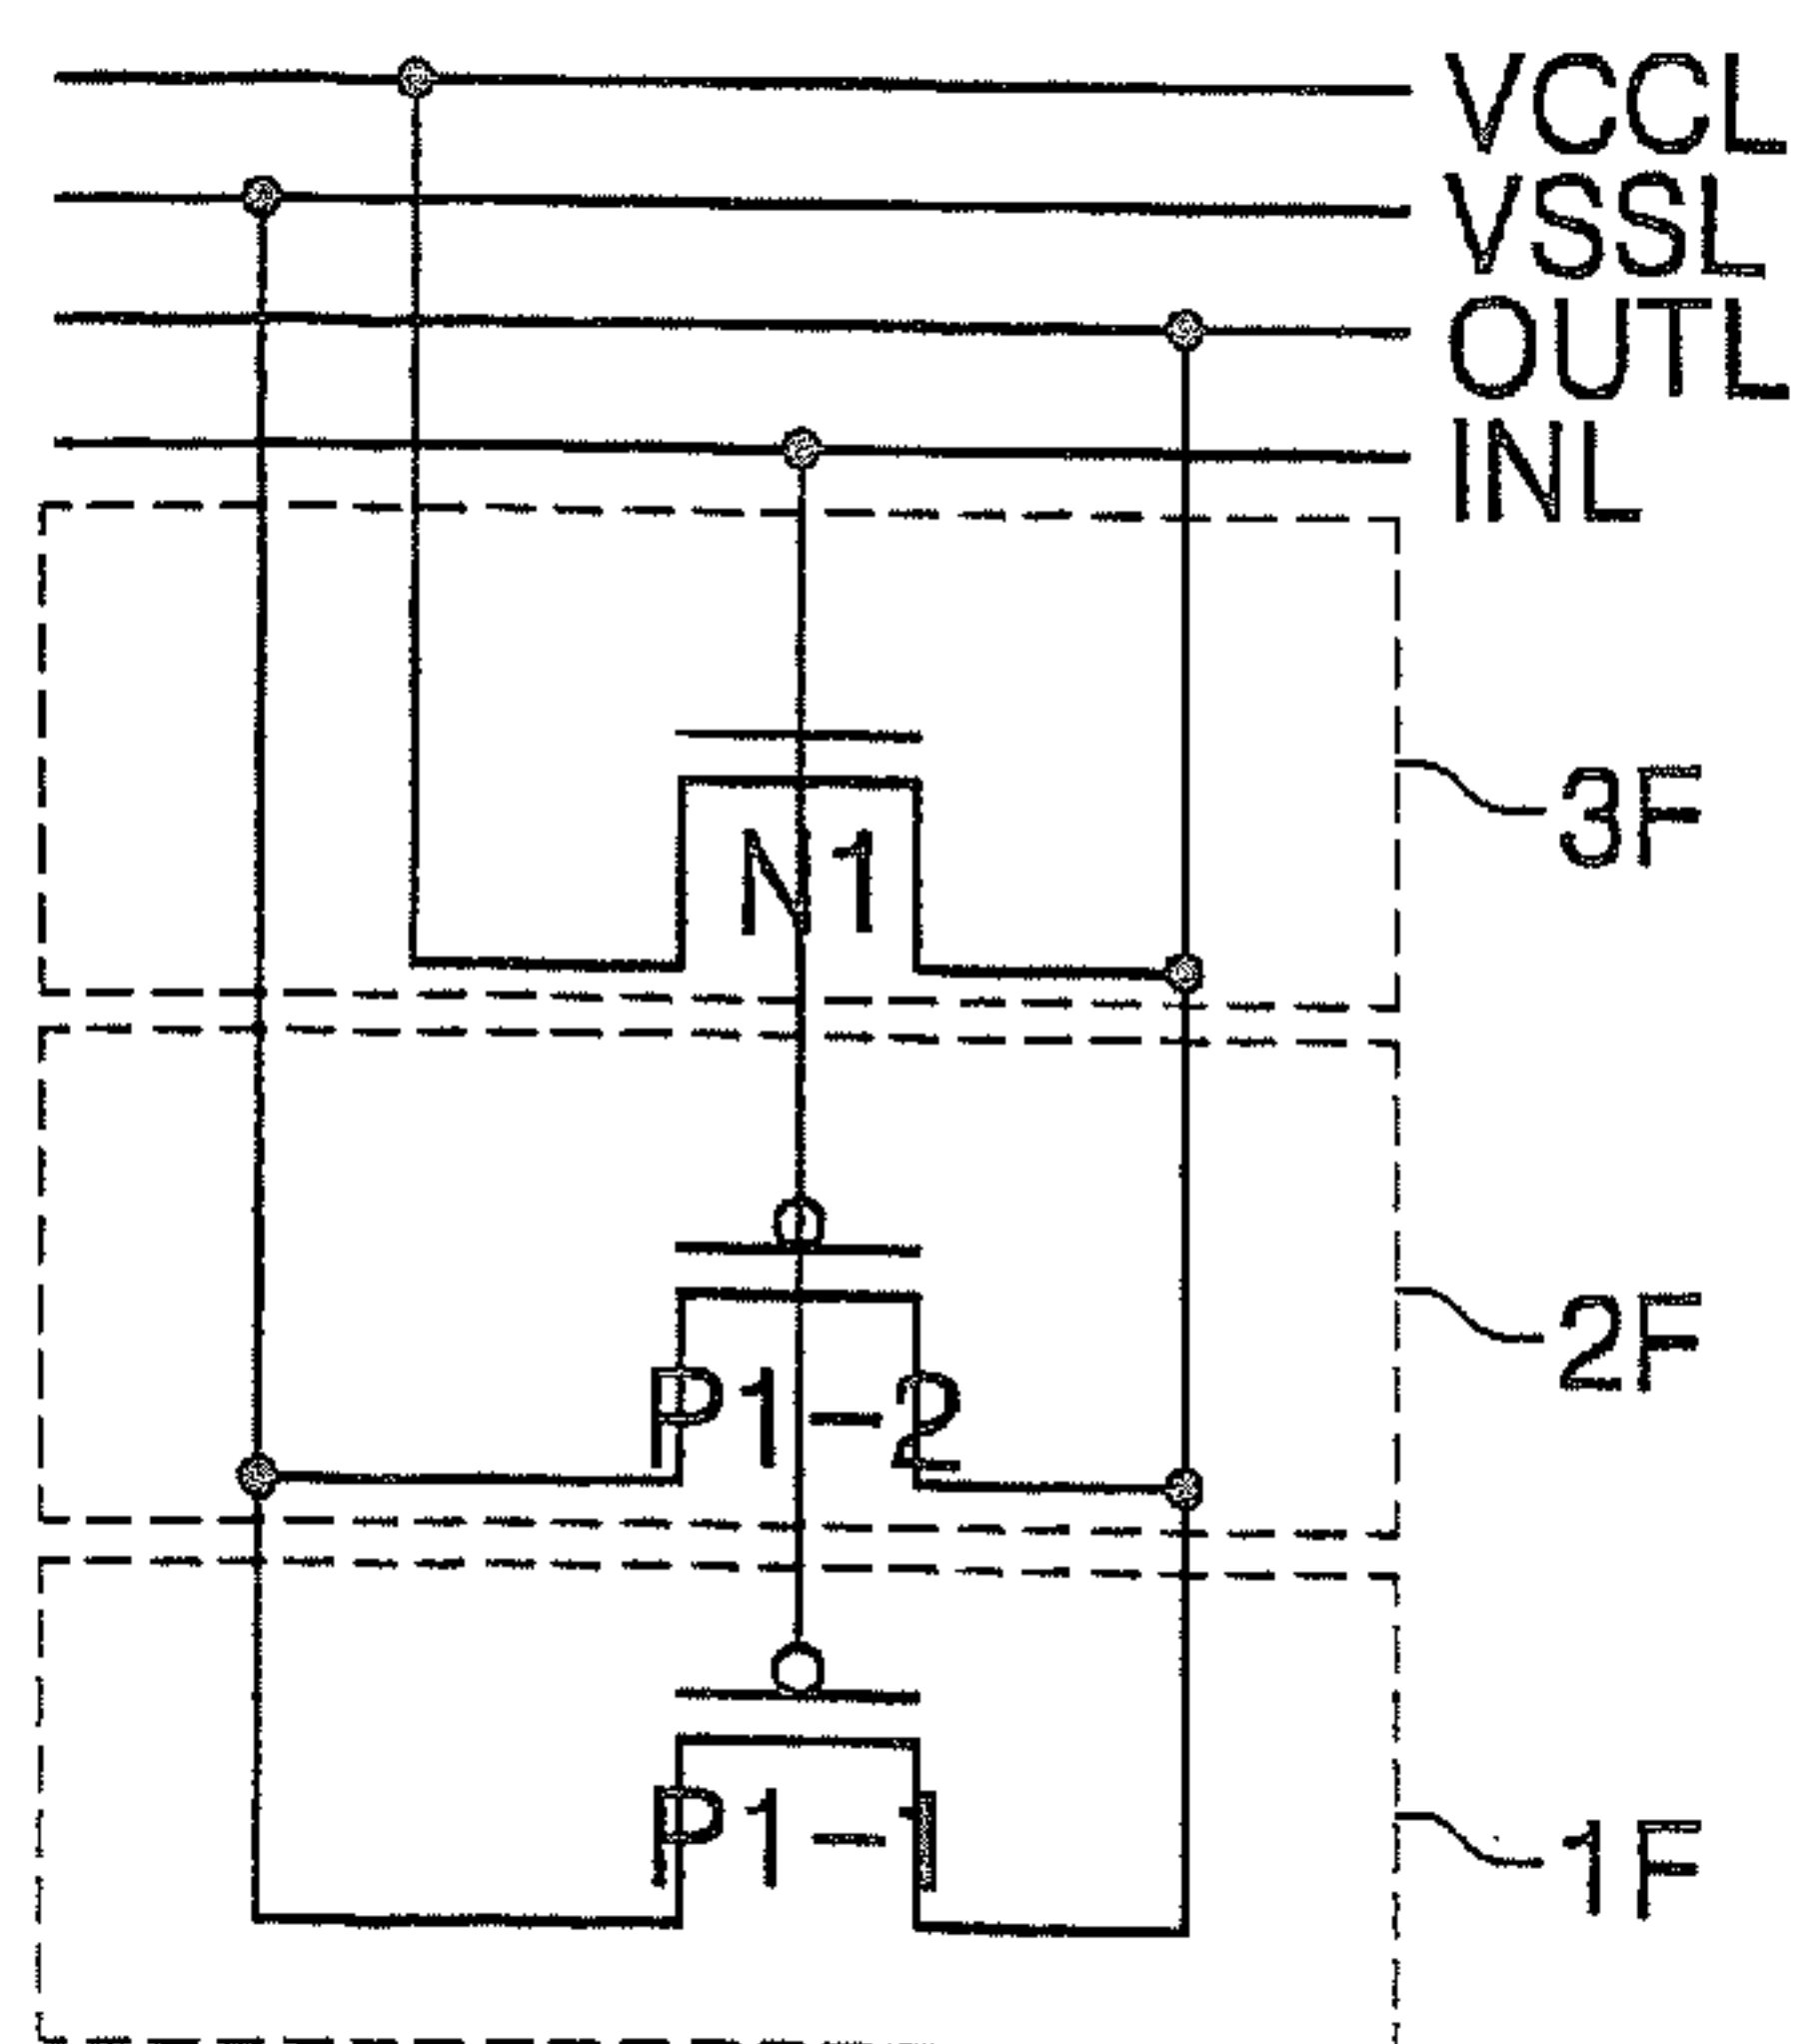 VCCL
VSSL
OUTL
INL
3F
N1
2F
P1-2
1F
P1-1